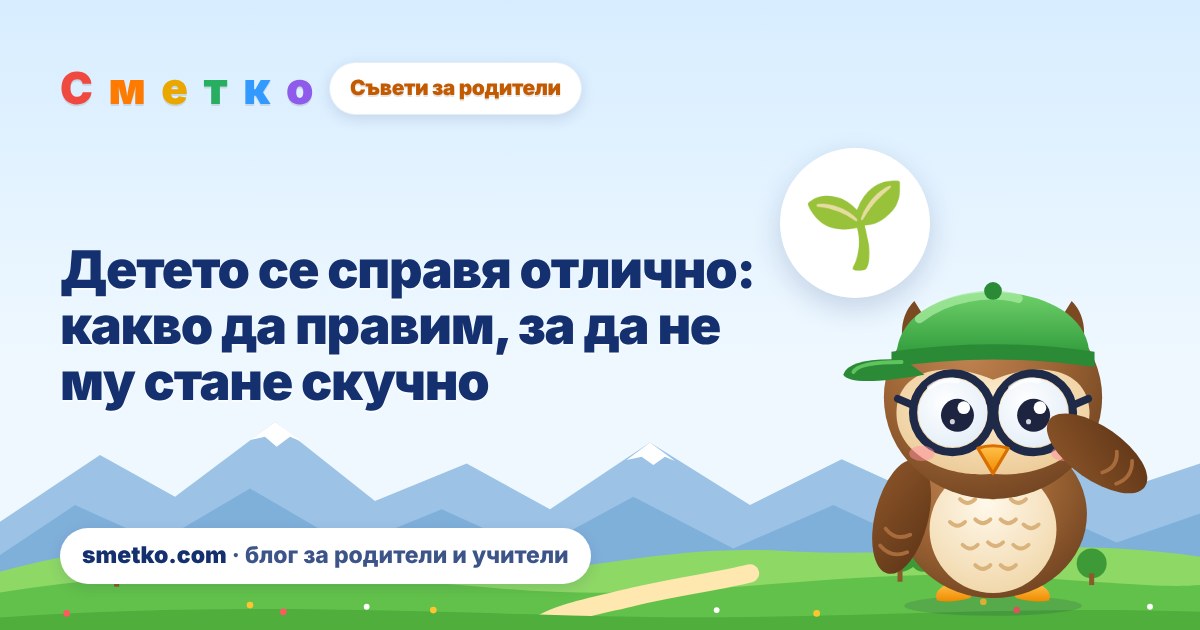 Сметко
Съвети за родители
Детето се справя отлично:
какво да правим, за да не
му стане скучно
smetko.com · блог за родители и учители